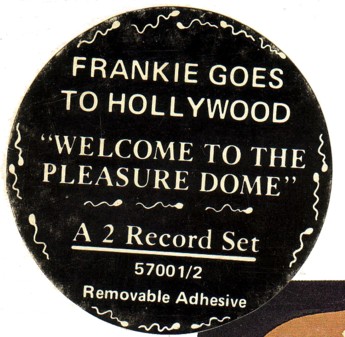 FRANKIE GOES
TO HOLLYWOOD
"WELCOME TO THE
PLEASURE DOME"
A 2 Record Set
57001/2
Removable Adhesive